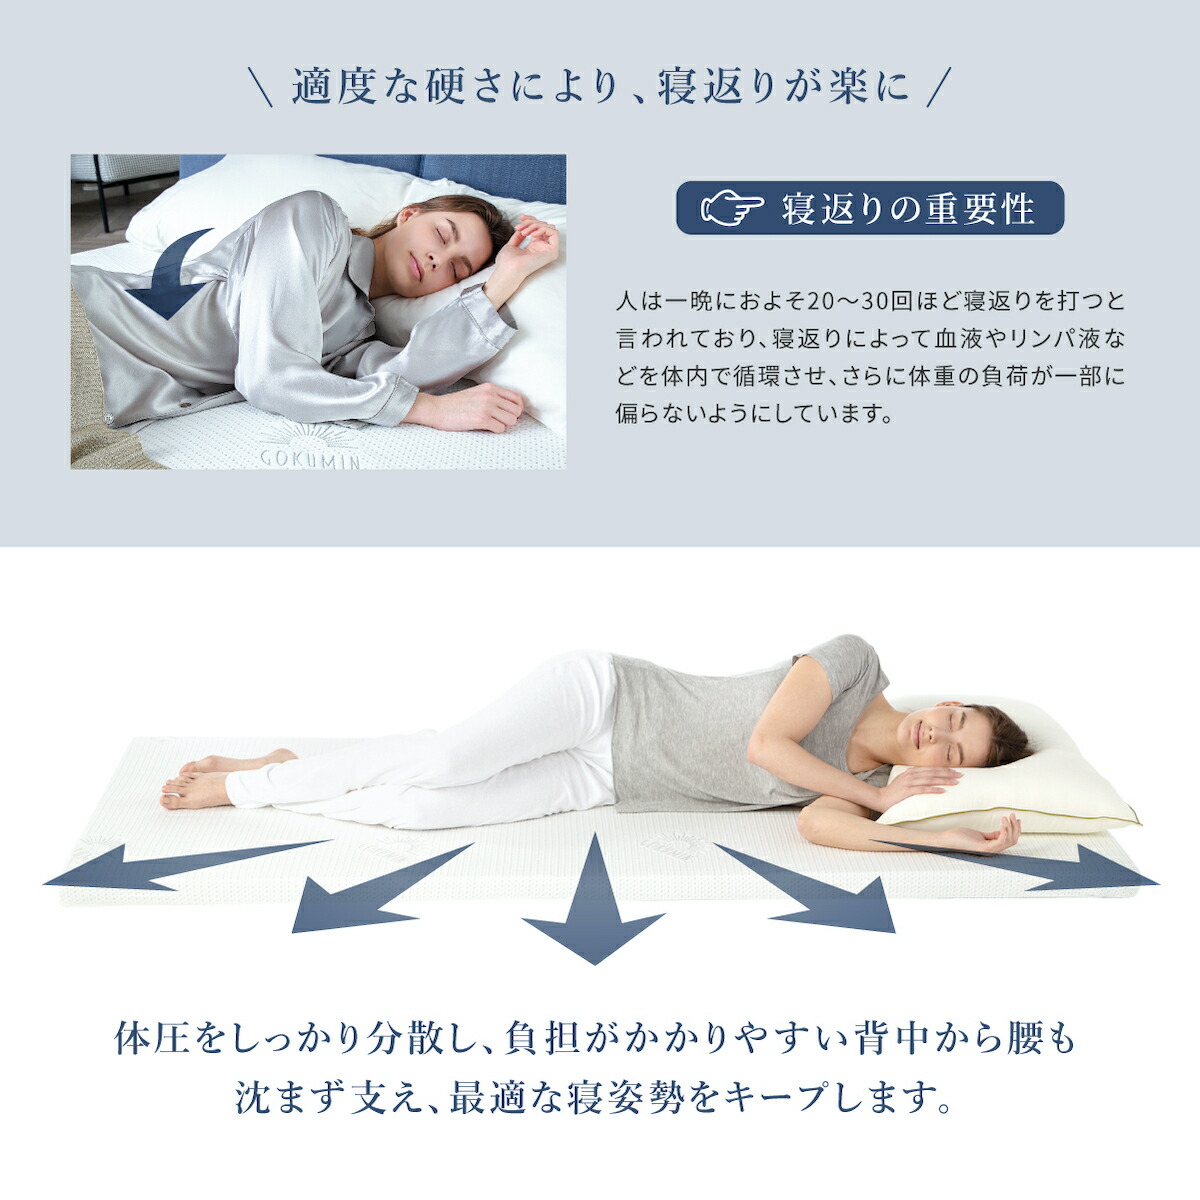 \ 適度な硬さにより、寝返りが楽に /
寝返りの重要性
人は一晩におよそ20〜30回ほど寝返りを打つと
言われており、寝返りによって血液やリンパ液な
どを体内で循環させ、さらに体重の負荷が一部に
偏らないようにしています。
GOKUMIN
体圧をしっかり分散し、負担がかかりやすい背中から腰も
沈まず支え、最適な寝姿勢をキープします。